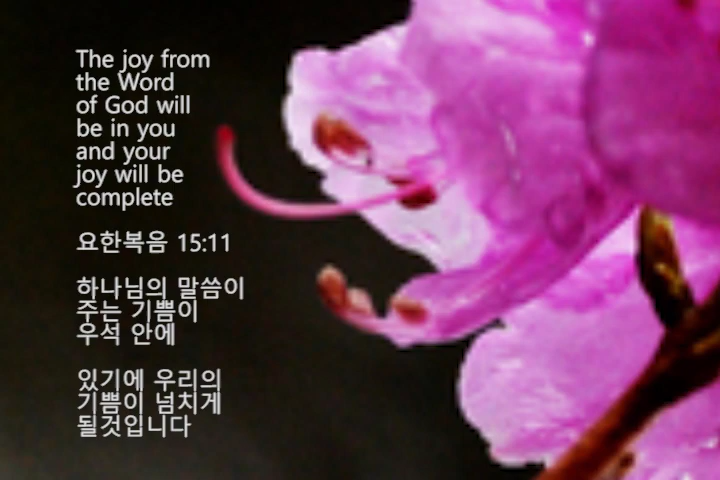 The joy from
the Word
of God will
be in you
and your
joy will be
complete
요한복음 15:11
하나님의 말씀이
주는 기쁨이
우석 안에
있기에 우리의
기쁨이 넘치게
될것입니다